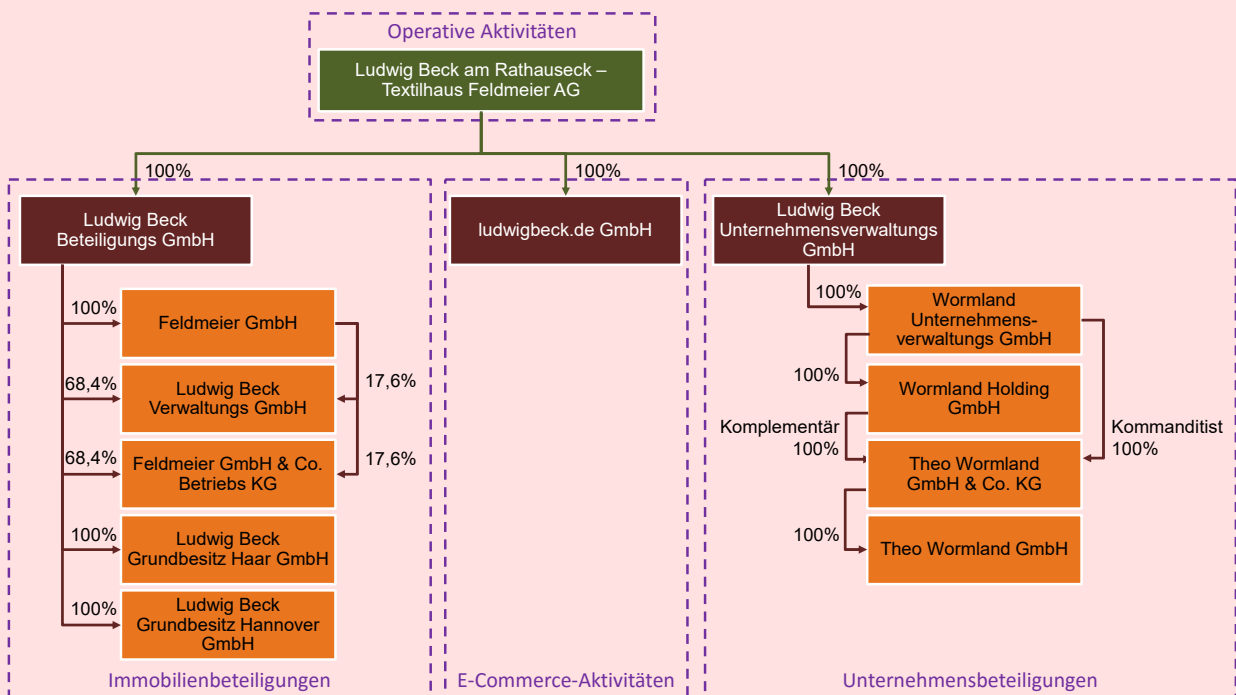 Operative Aktivitäten
Ludwig Beck am Rathauseck –
Textilhaus Feldmeier AG
100%
100%
100%
Ludwig Beck
Beteiligungs GmbH
100%
Feldmeier GmbH
68,4%
Ludwig Beck
Verwaltungs GmbH
17,6%
68,4%
Feldmeier GmbH & Co.
Betriebs KG
17,6%
100%
Ludwig Beck
Grundbesitz Haar GmbH
100%
Ludwig Beck
Grundbesitz Hannover
GmbH
Immobilienbeteiligungen
ludwigbeck.de GmbH
E-Commerce-Aktivitäten
Ludwig Beck
Unternehmensverwaltungs
GmbH
100%
Wormland
Unternehmens-
verwaltungs GmbH
100%
Wormland Holding
GmbH
Komplementär
100%
Kommanditist
100%
Theo Wormland
GmbH & Co. KG
100%
Theo Wormland GmbH
Unternehmensbeteiligungen